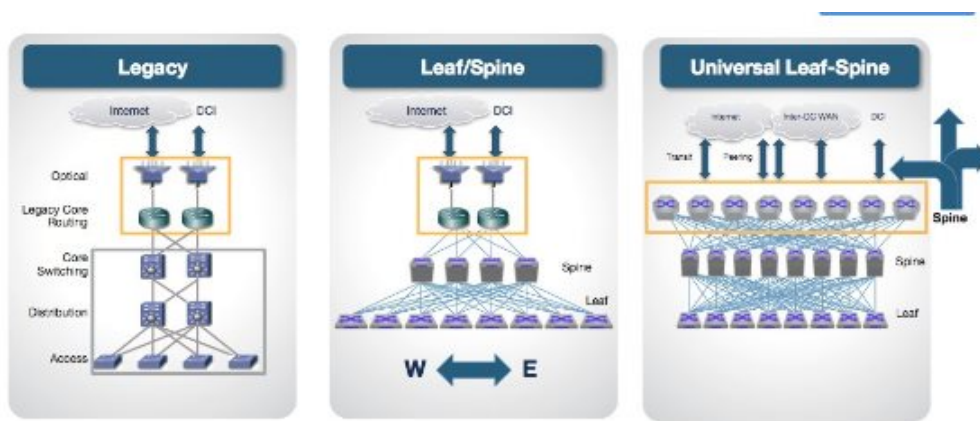 Legacy
Internet
DCI
Optical
Legacy Core
Routing
Core
Switching
Distribution
Access
Leaf/Spine
Internet
DCI
Spine
Leaf
W
E
Universal Leaf-Spine
Internet
Inter-DC WAN
DCI
Transit
Peering
Spine
Spine
Leaf